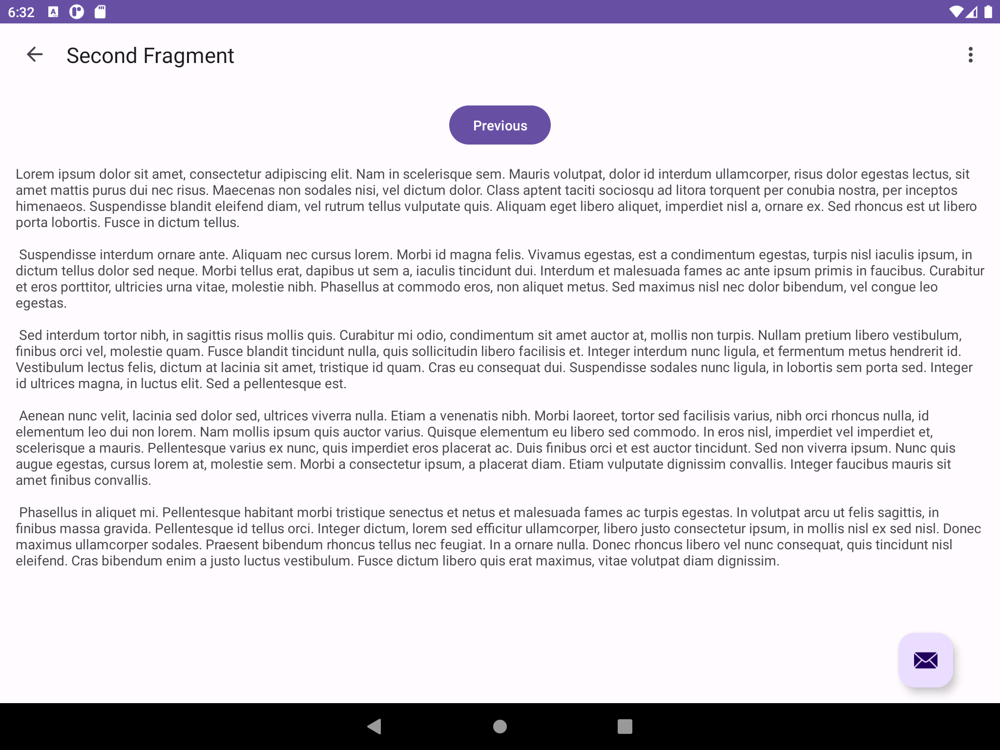 6:32
Second Fragment
Previous
Lorem ipsum dolor sit amet, consectetur adipiscing elit. Nam in scelerisque sem. Mauris volutpat, dolor id interdum ullamcorper, risus dolor egestas lectus, sit
amet mattis purus dui nec risus. Maecenas non sodales nisi, vel dictum dolor. Class aptent taciti sociosqu ad litora torquent per conubia nostra, per inceptos
himenaeos. Suspendisse blandit eleifend diam, vel rutrum tellus vulputate quis. Aliquam eget libero aliquet, imperdiet nisl a, ornare ex. Sed rhoncus est ut libero
porta lobortis. Fusce in dictum tellus.
Suspendisse interdum ornare ante. Aliquam nec cursus lorem. Morbi id magna felis. Vivamus egestas, est a condimentum egestas, turpis nisl iaculis ipsum, in
dictum tellus dolor sed neque. Morbi tellus erat, dapibus ut sem a, iaculis tincidunt dui. Interdum et malesuada fames ac ante ipsum primis in faucibus. Curabitur
et eros porttitor, ultricies urna vitae, molestie nibh. Phasellus at commodo eros, non aliquet metus. Sed maximus nisl nec dolor bibendum, vel congue leo
egestas.
Sed interdum tortor nibh, in sagittis risus mollis quis. Curabitur mi odio, condimentum sit amet auctor at, mollis non turpis. Nullam pretium libero vestibulum,
finibus orci vel, molestie quam. Fusce blandit tincidunt nulla, quis sollicitudin libero facilisis et. Integer interdum nunc ligula, et fermentum metus hendrerit id.
Vestibulum lectus felis, dictum at lacinia sit amet, tristique id quam. Cras eu consequat dui. Suspendisse sodales nunc ligula, in lobortis sem porta sed. Integer
id ultrices magna, in luctus elit. Sed a pellentesque est.
Aenean nunc velit, lacinia sed dolor sed, ultrices viverra nulla. Etiam a venenatis nibh. Morbi laoreet, tortor sed facilisis varius, nibh orci rhoncus nulla, id
elementum leo dui non lorem. Nam mollis ipsum quis auctor varius. Quisque elementum eu libero sed commodo. In eros nisl, imperdiet vel imperdiet et,
scelerisque a mauris. Pellentesque varius ex nunc, quis imperdiet eros placerat ac. Duis finibus orci et est auctor tincidunt. Sed non viverra ipsum. Nunc quis
augue egestas, cursus lorem at, molestie sem. Morbi a consectetur ipsum, a placerat diam. Etiam vulputate dignissim convallis. Integer faucibus mauris sit
amet finibus convallis.
Phasellus in aliquet mi. Pellentesque habitant morbi tristique senectus et netus et malesuada fames ac turpis egestas. In volutpat arcu ut felis sagittis, in
finibus massa gravida. Pellentesque id tellus orci. Integer dictum, lorem sed efficitur ullamcorper, libero justo consectetur ipsum, in mollis nisl ex sed nisl. Donec
maximus ullamcorper sodales. Praesent bibendum rhoncus tellus nec feugiat. In a ornare nulla. Donec rhoncus libero vel nunc consequat, quis tincidunt nisl
eleifend. Cras bibendum enim a justo luctus vestibulum. Fusce dictum libero quis erat maximus, vitae volutpat diam dignissim.